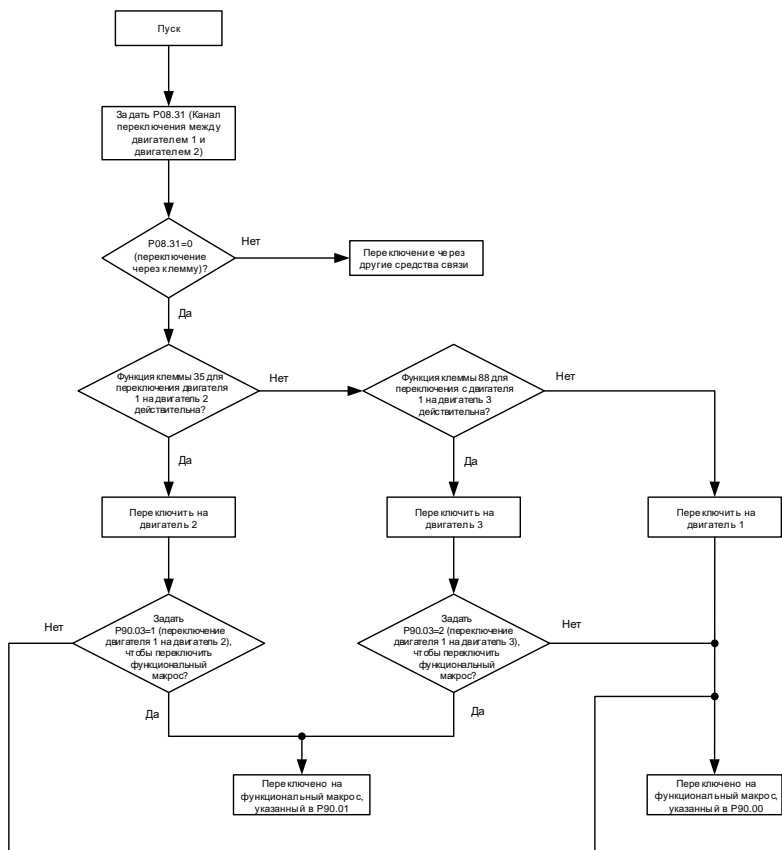 Пуск
Задать P08.31 (Канал
переключения между
двигателем 1 и
двигателем 2)
P08.31=0
(переключение
через клемму)?
Нет
Переключение через
другие средства связи
Да
Функция клеммы 35 для
переключения двигателя
1 на двигатель 2
действительна?
Нет
Функция клеммы 88 для
переключения с двигателя
1 на двигатель 3
действительна?
Нет
Да
Да
Переключить на
двигатель 2
Переключить на
двигатель 3
Переключить на
двигатель 1
Нет
Задать
P90.03=1 (переключение
двигателя 1 на двигатель 2),
чтобы переключить
функциональный
макрос?
Задать
P90.03=2 (переключение
двигателя 1 на двигатель 3),
чтобы переключить
функциональный
макрос?
Нет
Да
Да
Переключено на
функциональный макрос,
указанный в P90.01
Переключено на
функциональный макрос,
указанный в P90.00